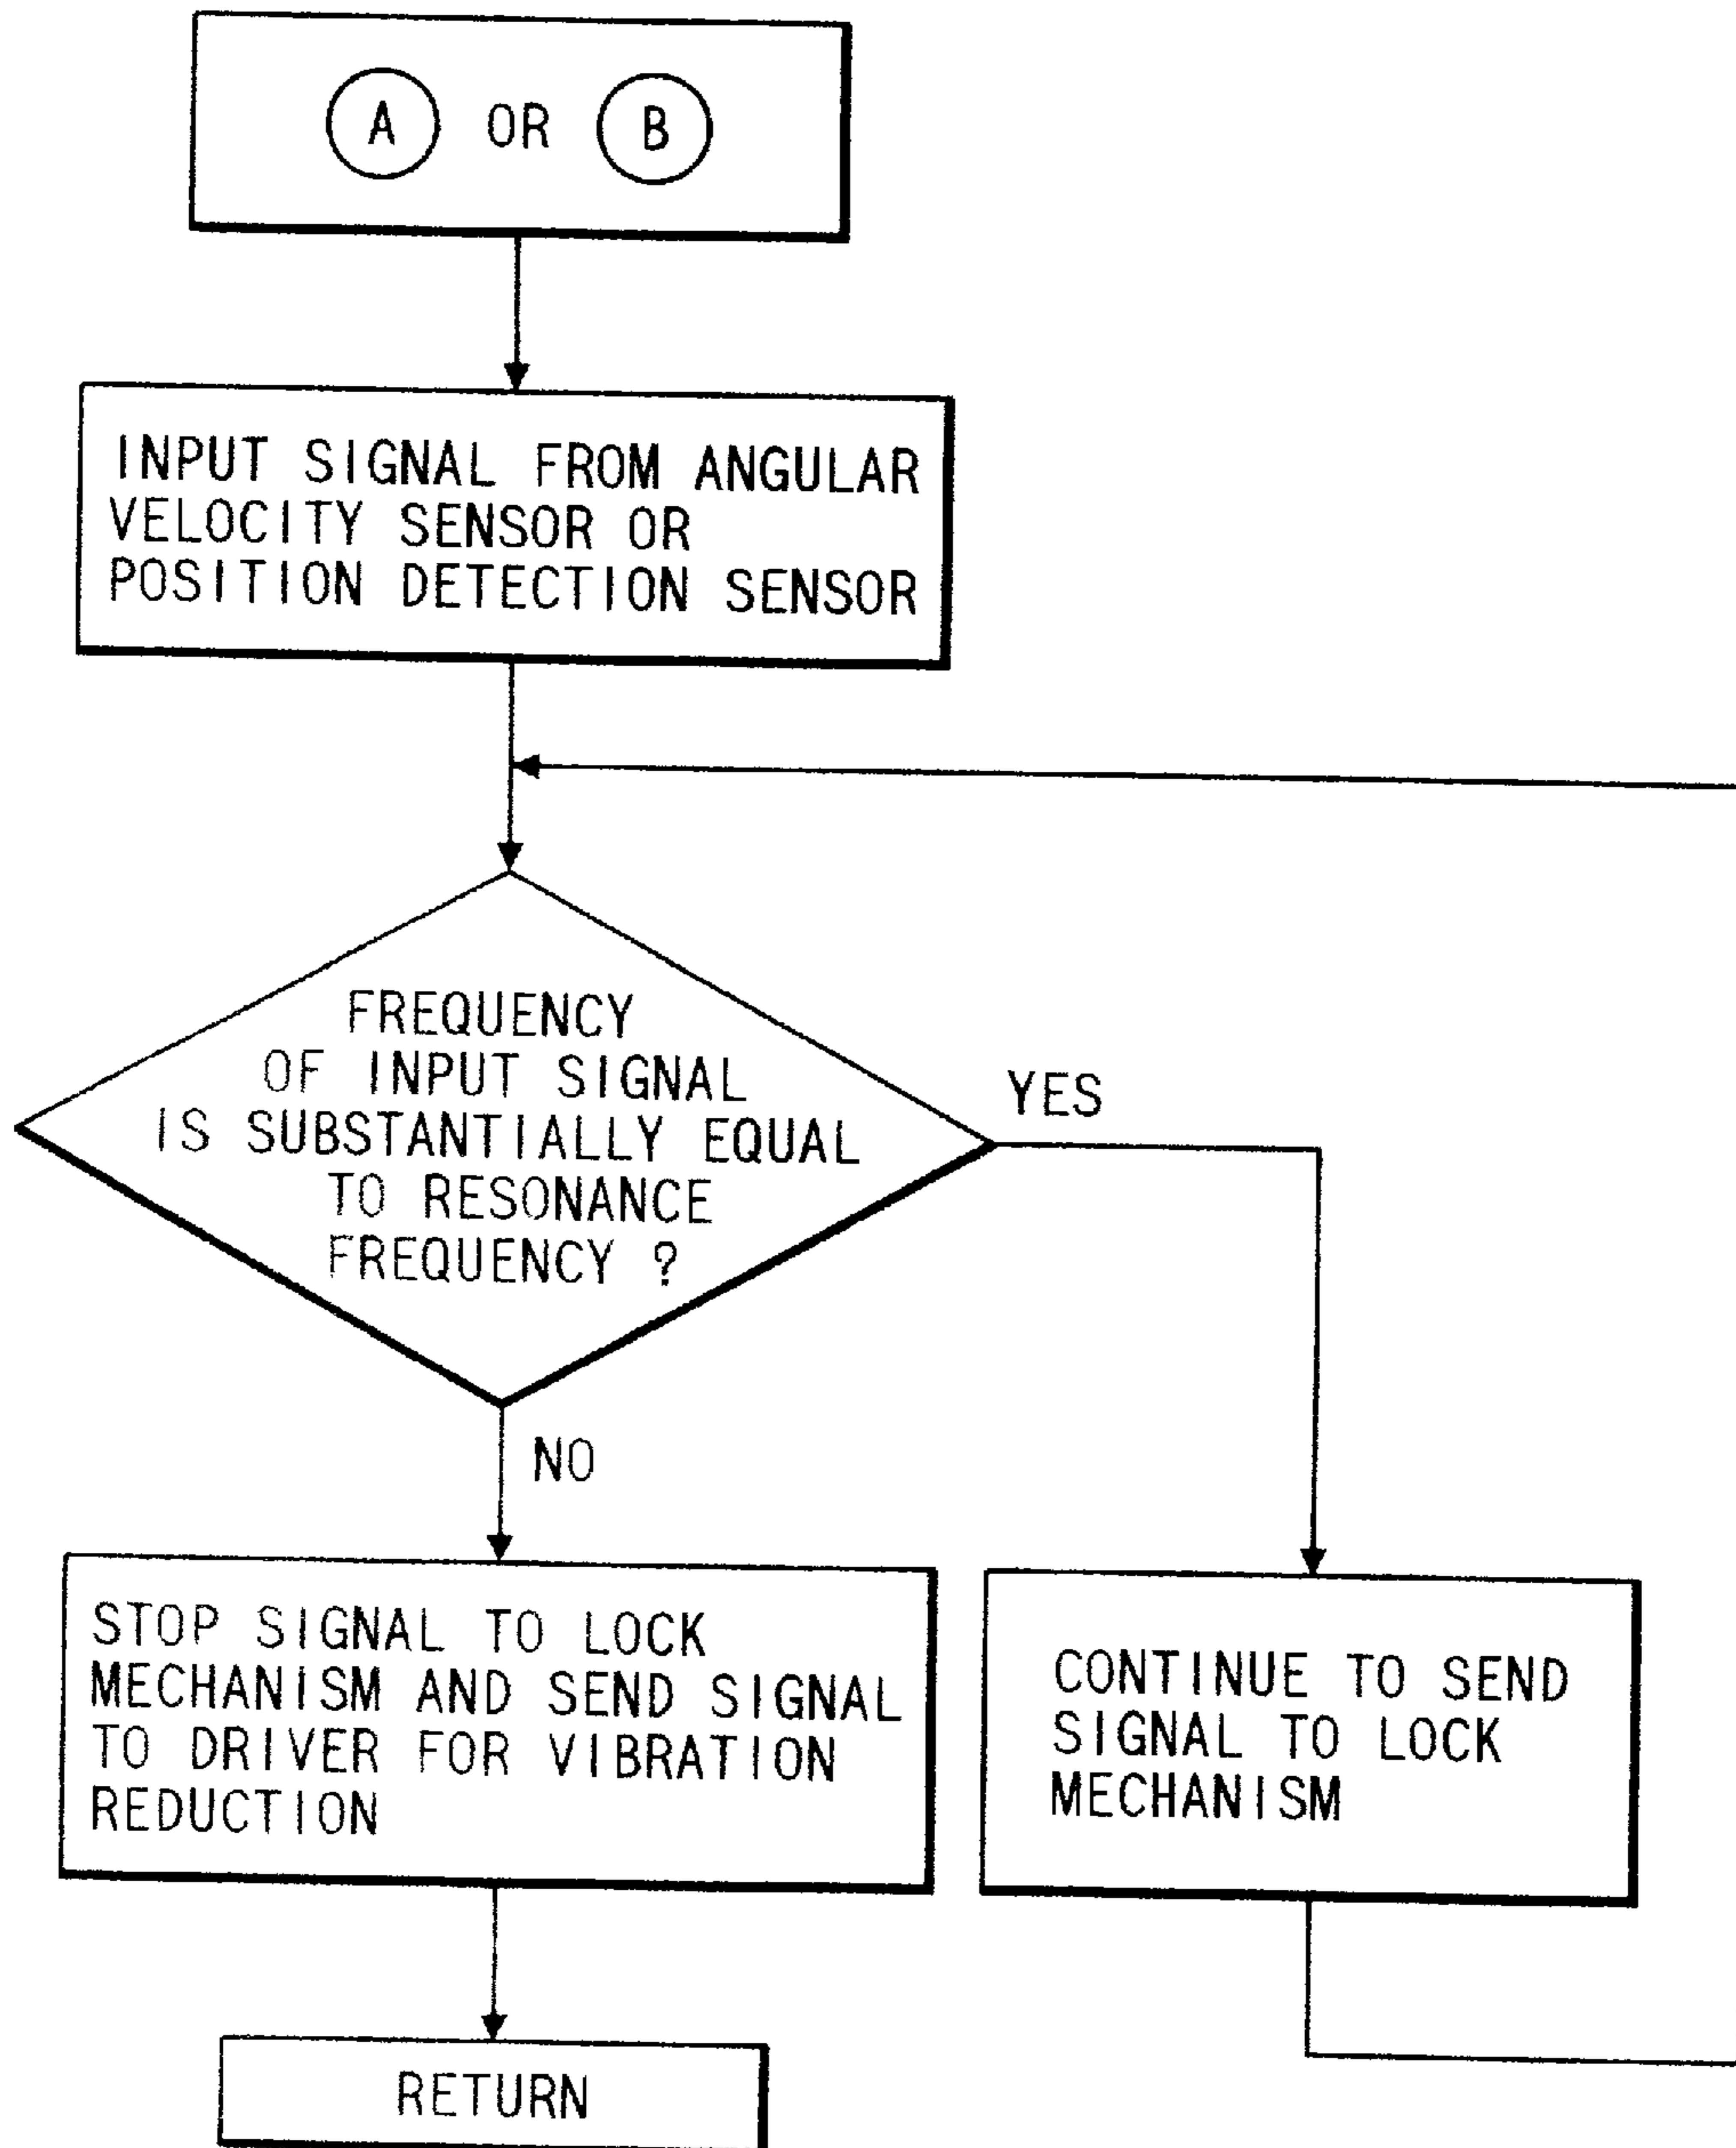 A OR B
INPUT SIGNAL FROM ANGULAR
VELOCITY SENSOR OR
POSITION DETECTION SENSOR
FREQUENCY
OF INPUT SIGNAL
IS SUBSTANTIALLY EQUAL
TO RESONANCE
FREQUENCY ?
YES
NO
STOP SIGNAL TO LOCK
MECHANISM AND SEND SIGNAL
TO DRIVER FOR VIBRATION
REDUCTION
CONTINUE TO SEND
SIGNAL TO LOCK
MECHANISM
RETURN